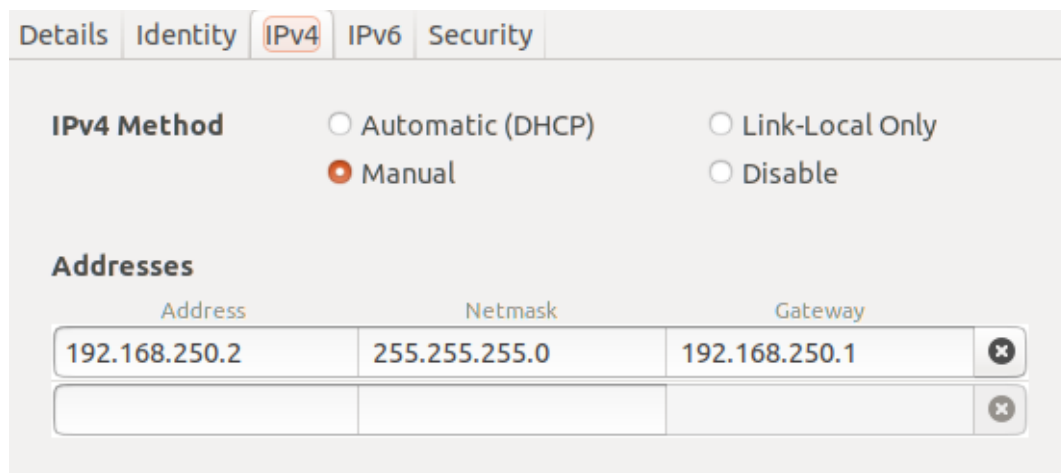 Details Identity IPv4 IPv6 Security
IPv4 Method Automatic (DHCP) Link-Local Only
Manual Disable
Addresses
Address Netmask Gateway
192.168.250.2 255.255.255.0 192.168.250.1